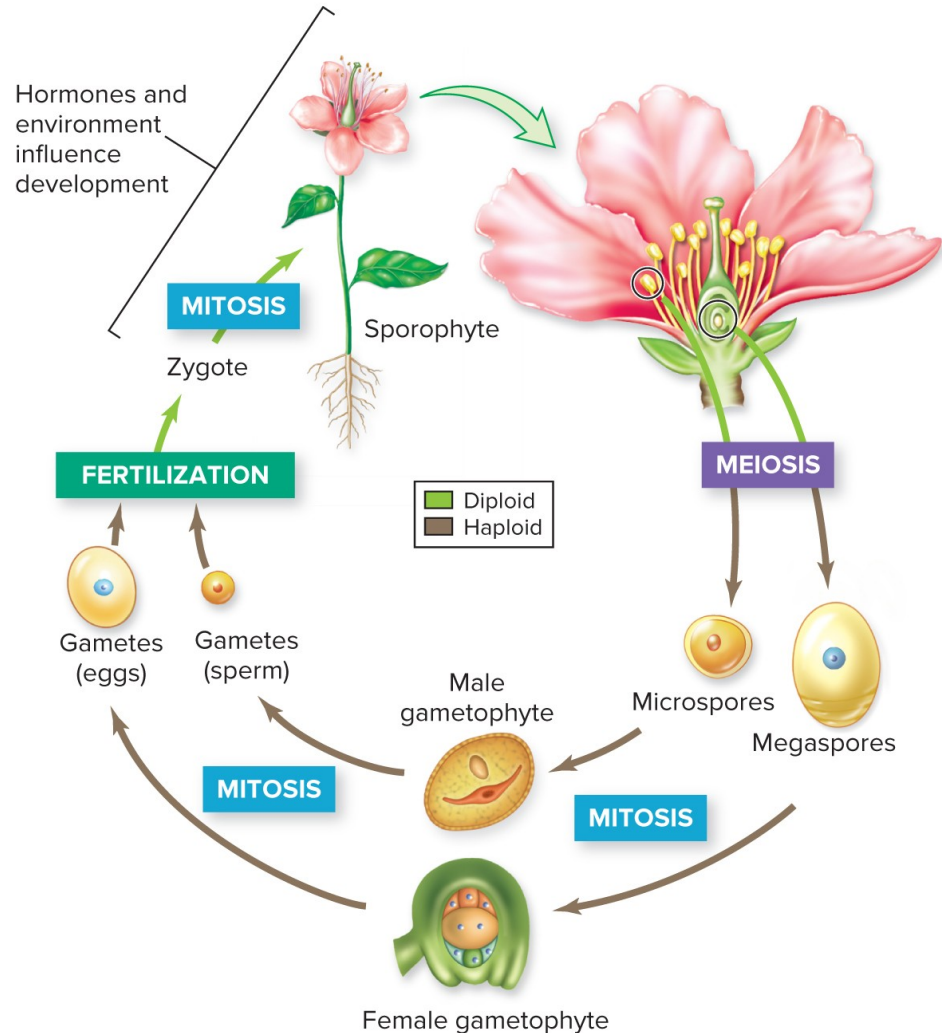 Hormones and
environment
influence
development
MITOSIS
Sporophyte
Zygote
FERTILIZATION
MEIOSIS
Diploid
Haploid
Gametes
(eggs)
Gametes
(sperm)
Male
gametophyte
Microspores
Megaspores
MITOSIS
MITOSIS
Female gametophyte